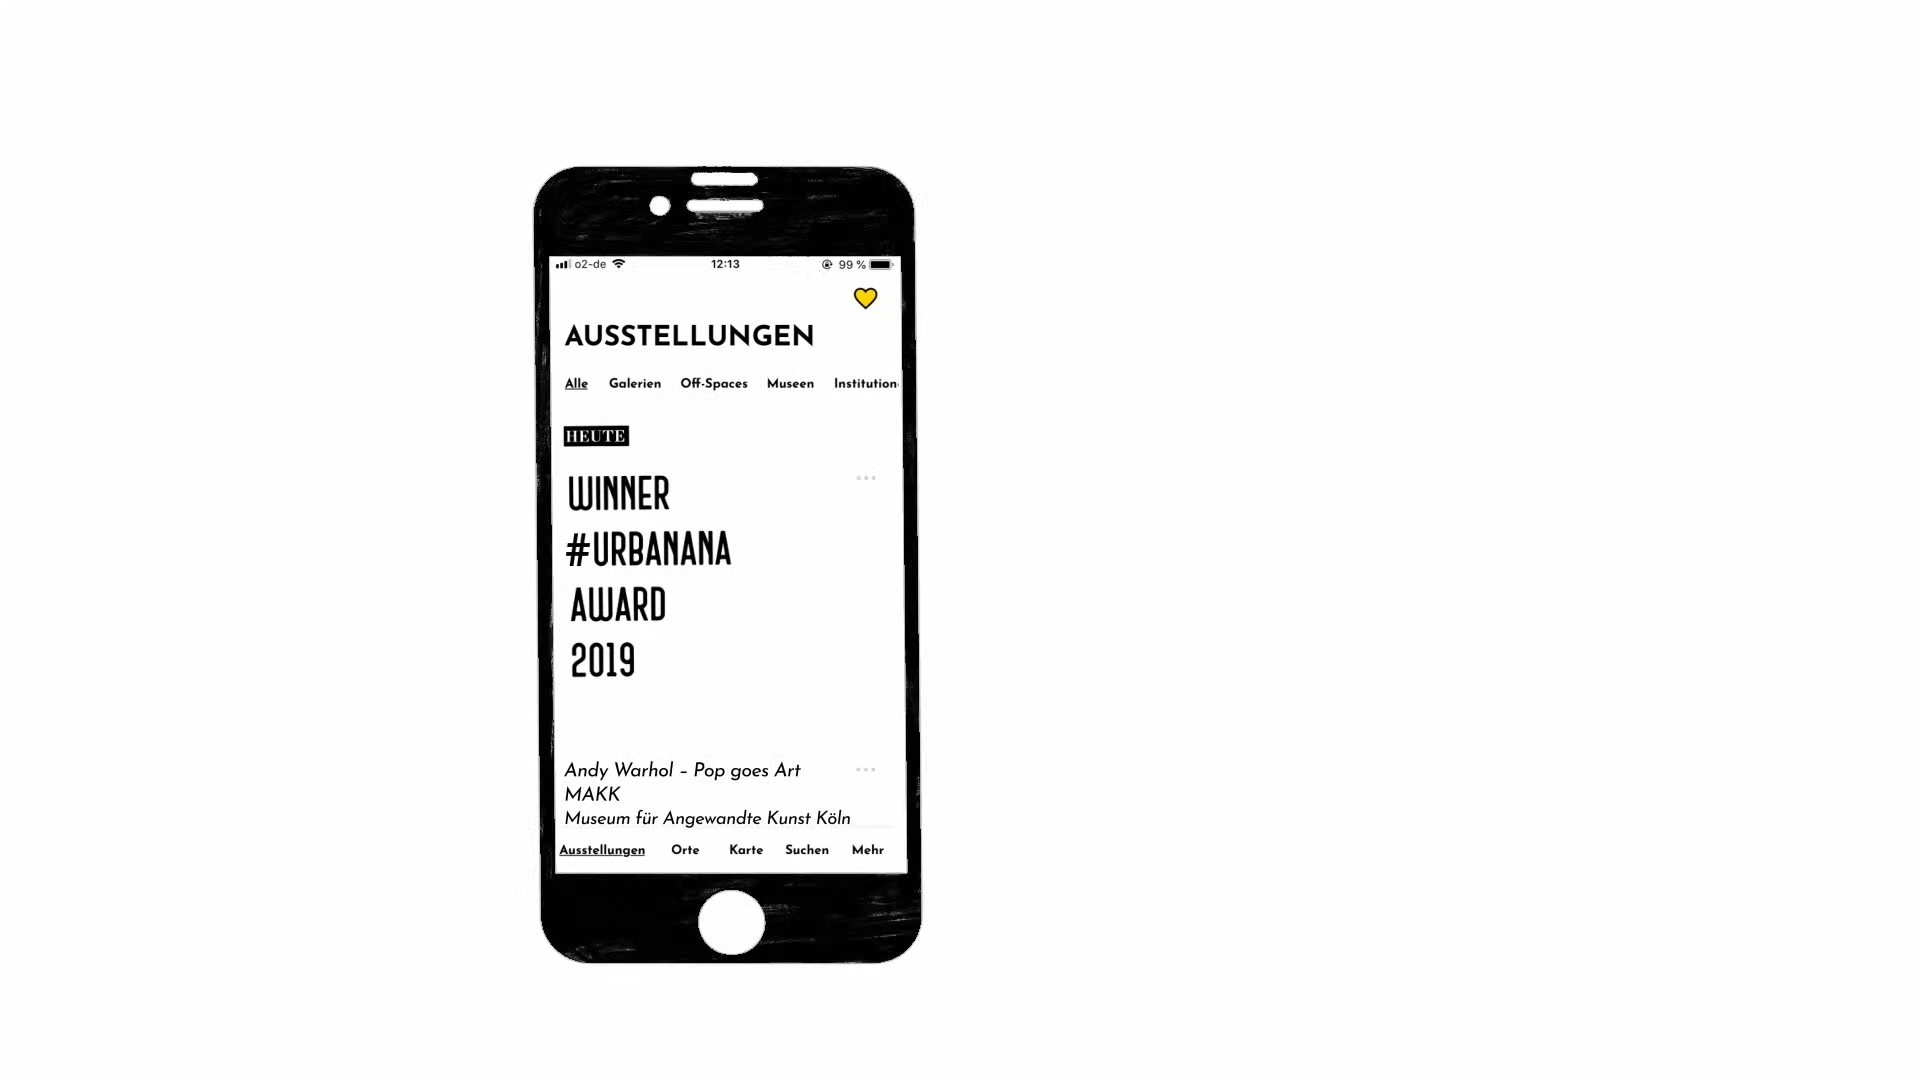 o2-de 12:13 99 %
AUSSTELLUNGEN
Alle Galerien Off-Spaces Museen Institution
HEUTE
WINNER
#URBANANA
AWARD
2019
Andy Warhol – Pop goes Art
MAKK
Museum für Angewandte Kunst Köln
Ausstellungen Orte Karte Suchen Mehr